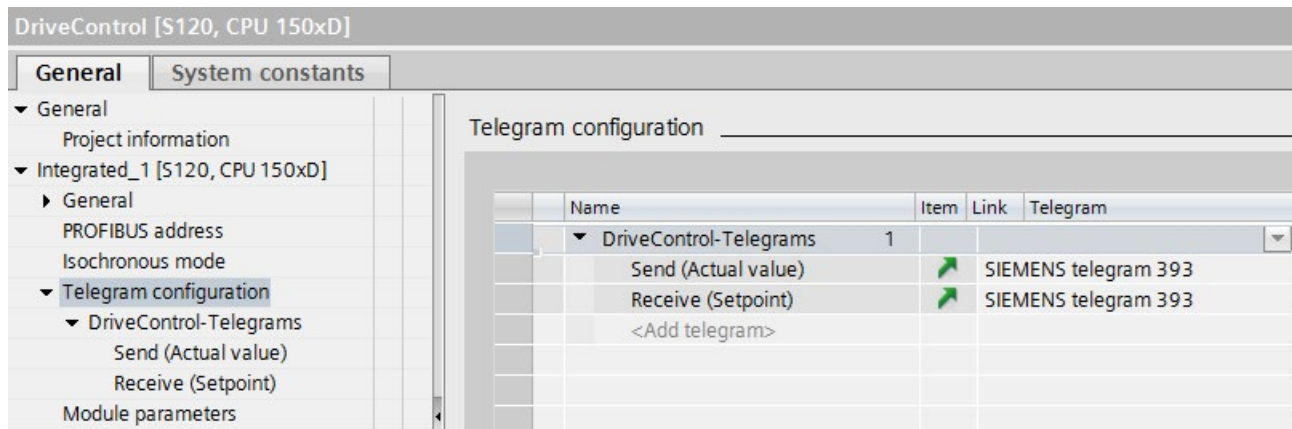 DriveControl [S120, CPU 150xD]
General
System constants
General
Project information
Integrated_1 [S120, CPU 150xD]
General
PROFIBUS address
Isochronous mode
Telegram configuration
DriveControl-Telegrams
Send (Actual value)
Receive (Setpoint)
Module parameters
Telegram configuration
Name Item Link Telegram
DriveControl-Telegrams 1
Send (Actual value) SIEMENS telegram 393
Receive (Setpoint) SIEMENS telegram 393
<Add telegram>